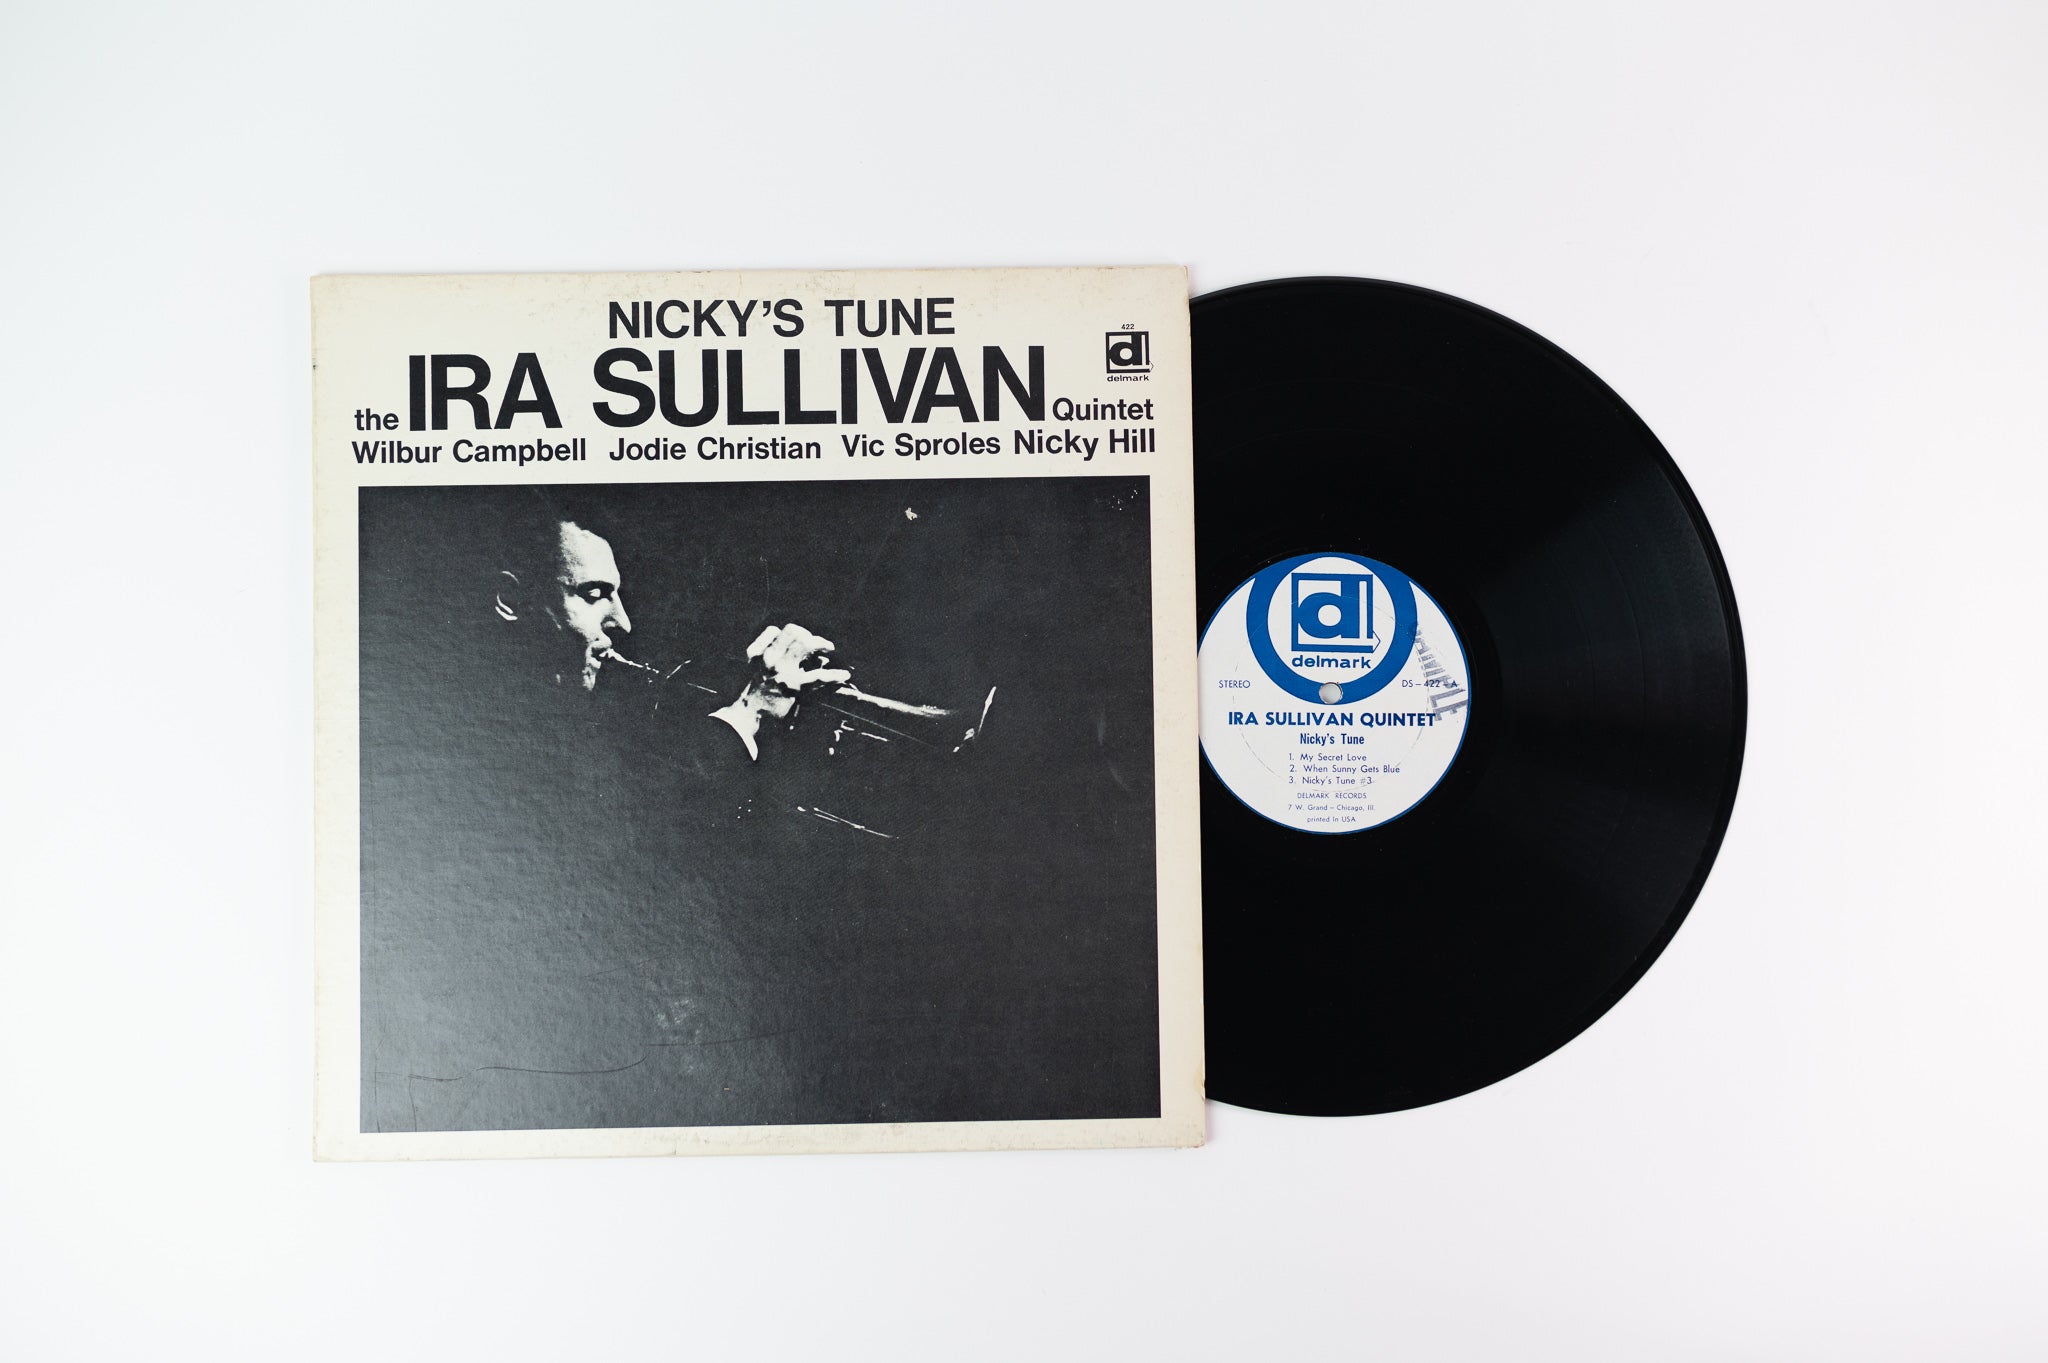 NICKY'S TUNE
422
d
delmark
the IRA SULLIVAN Quintet
Wilbur Campbell Jodie Christian Vic Sproles Nicky Hill
d
delmark
STEREO DS-422-A
IRA SULLIVAN QUINTET
Nicky's Tune
1. My Secret Love
2. When Sunny Gets Blue
3. Nicky's Tune #3
DELMARK RECORDS
7 W. Grand – Chicago, Ill.
printed in USA